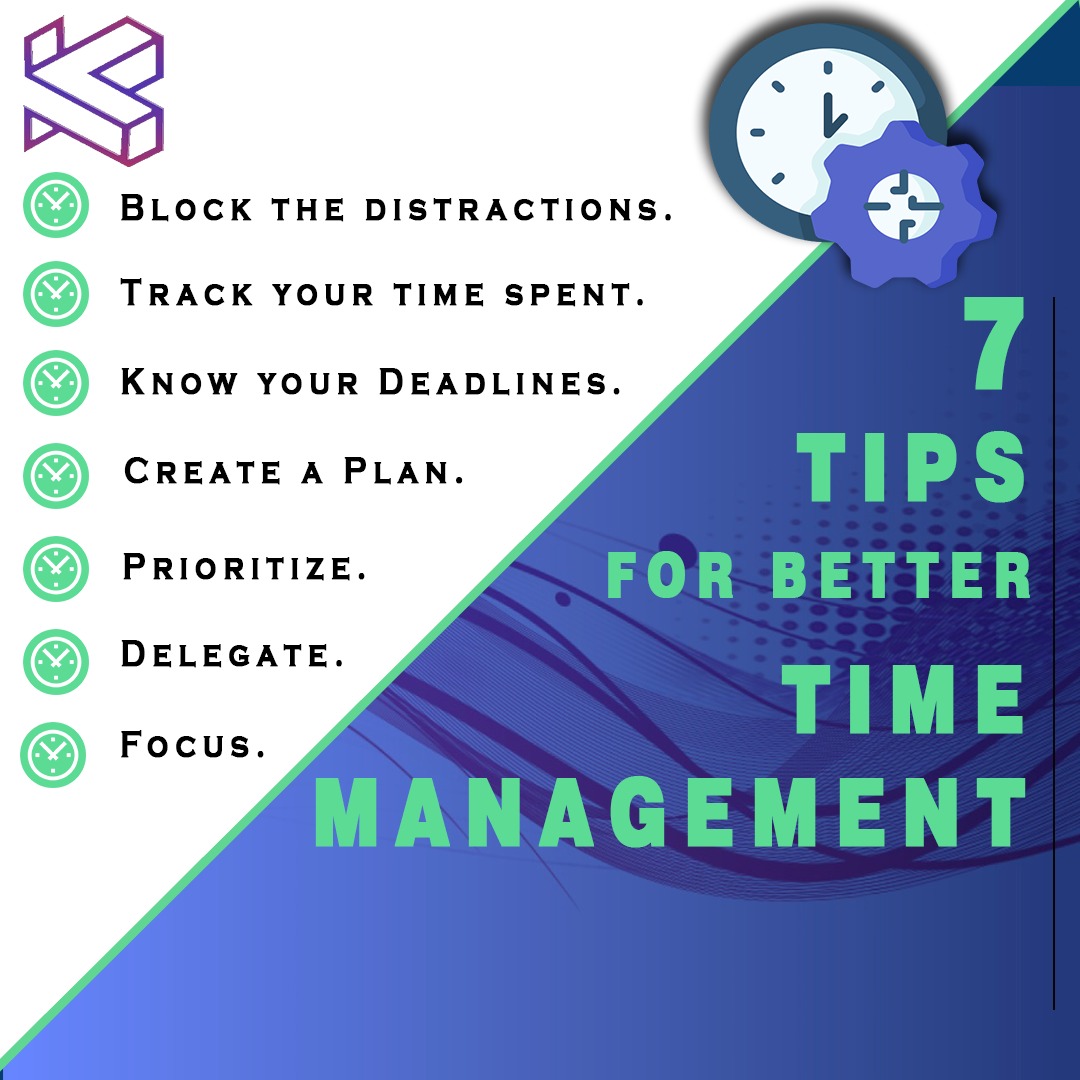 Block the distractions.
Track your time spent.
Know your Deadlines.
Create a Plan.
Prioritize.
Delegate.
Focus.
7
TIPS
FOR BETTER
TIME
MANAGEMENT